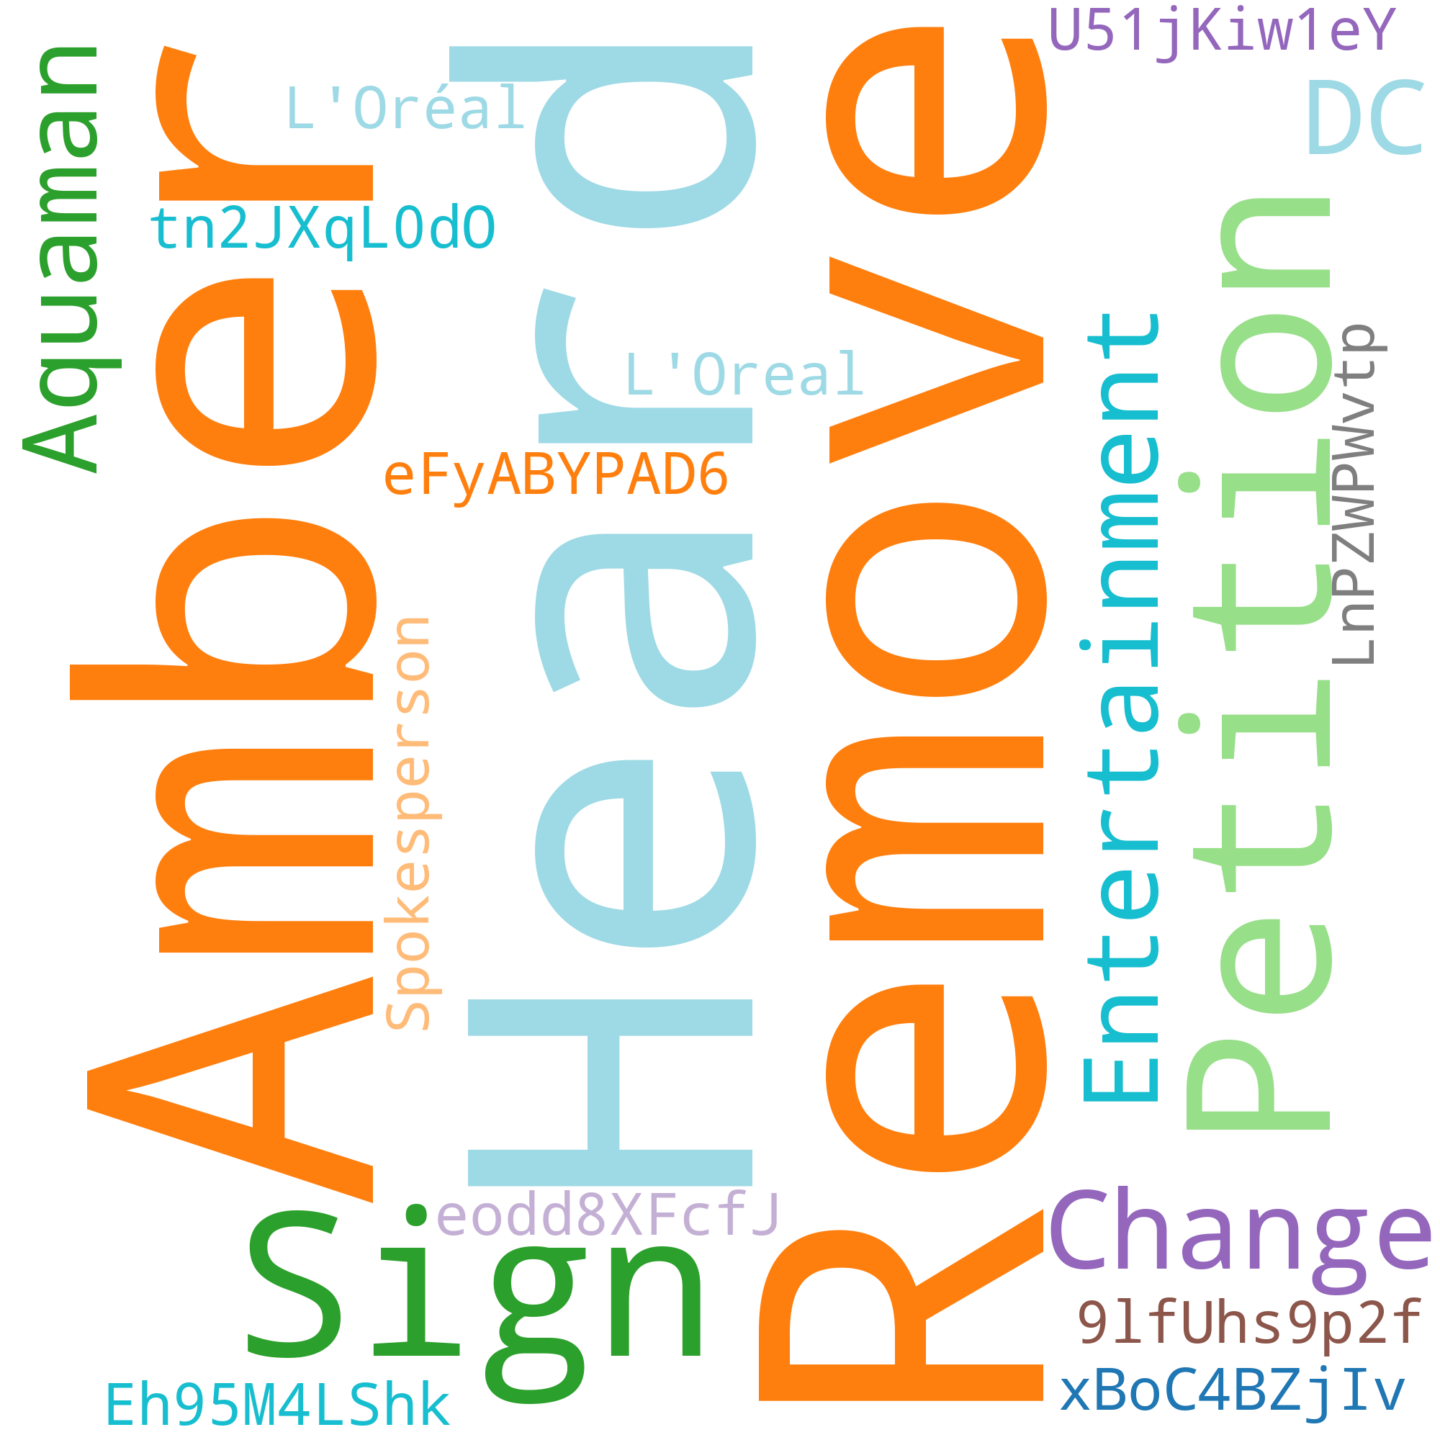 Aquaman
Amber
L'Oréal
tn2JXqL0dO
Heard
L'Oreal
eFyABYPAD6
Spokesperson
Remove
U51jKiw1eY
DC
Entertainment
Petition
LnPZWPWvtp
eodd8XFcfJ
Sign
Change
9lfUhs9p2f
xBoC4BZjIv
Eh95M4LShk